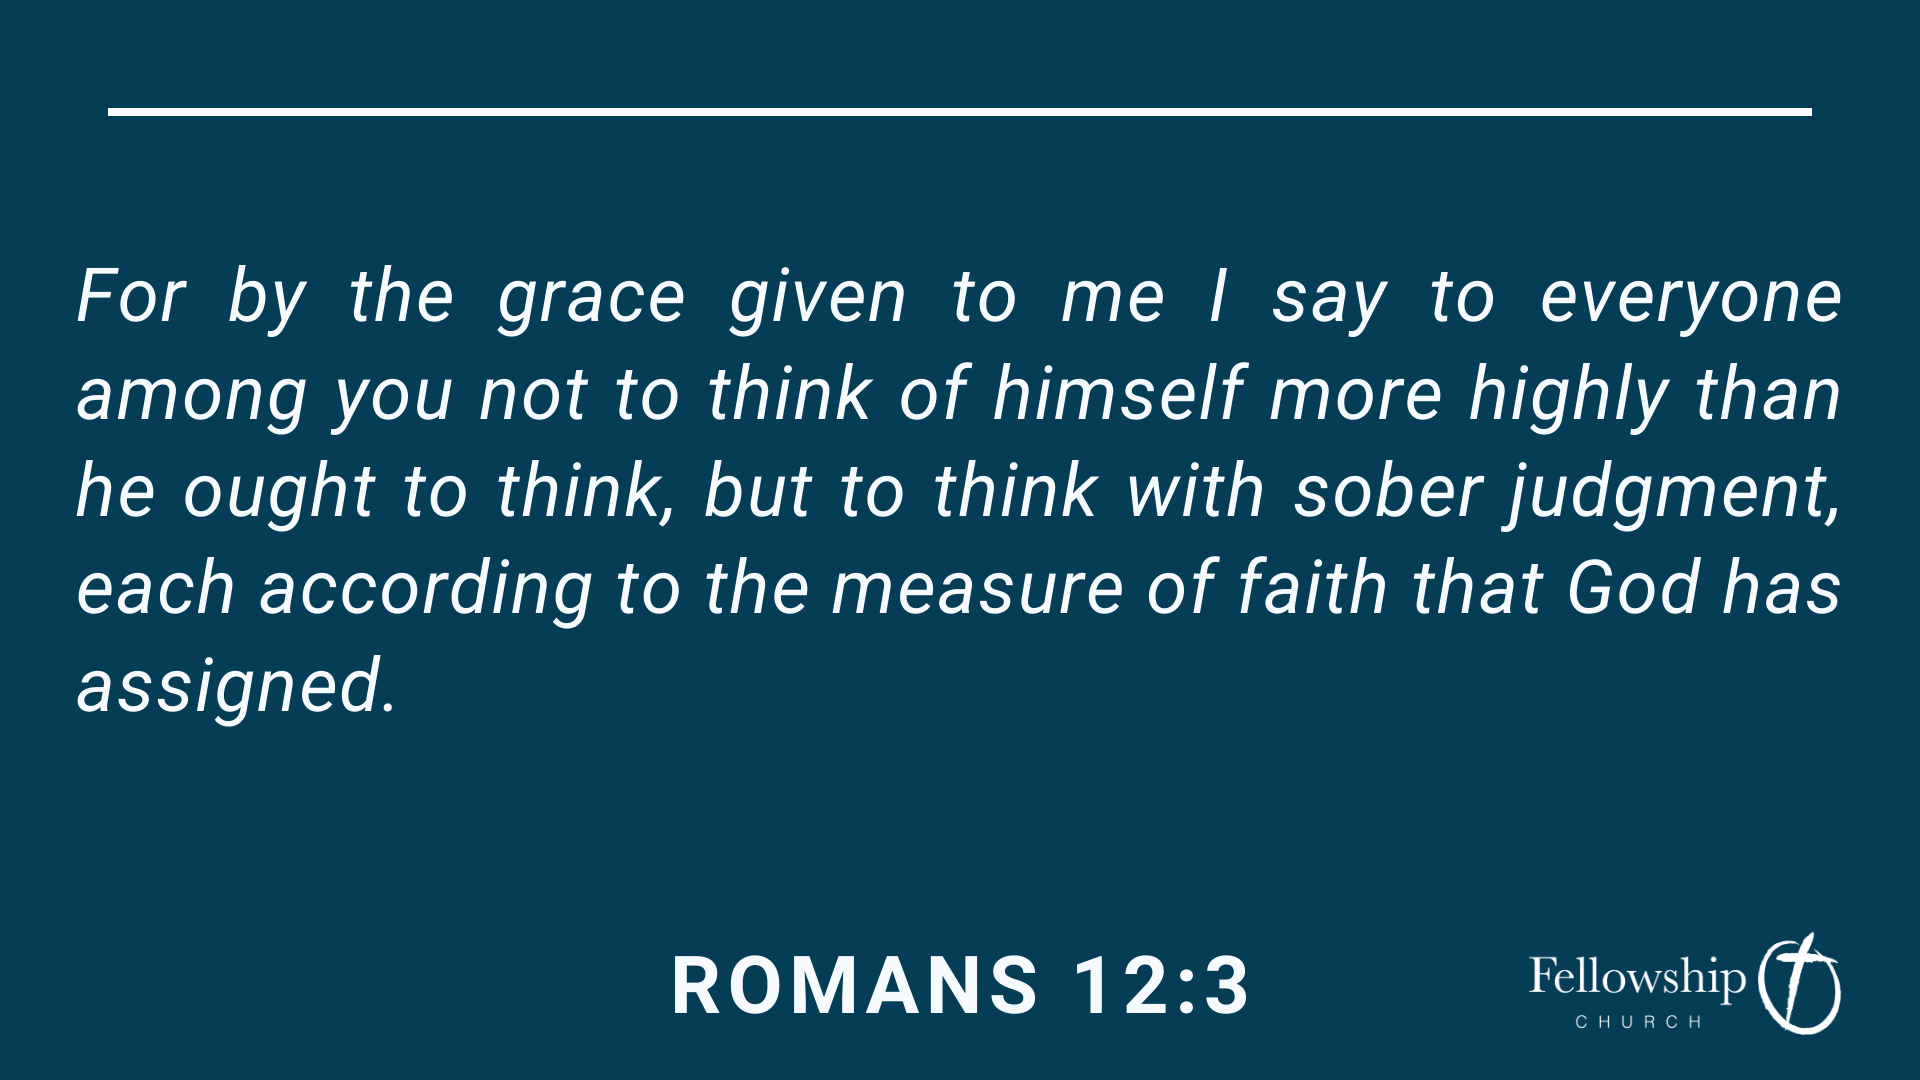 For by the grace given to me I say to everyone
among you not to think of himself more highly than
he ought to think, but to think with sober judgment,
each according to the measure of faith that God has
assigned.
ROMANS 12:3
Fellowship
CHURCH